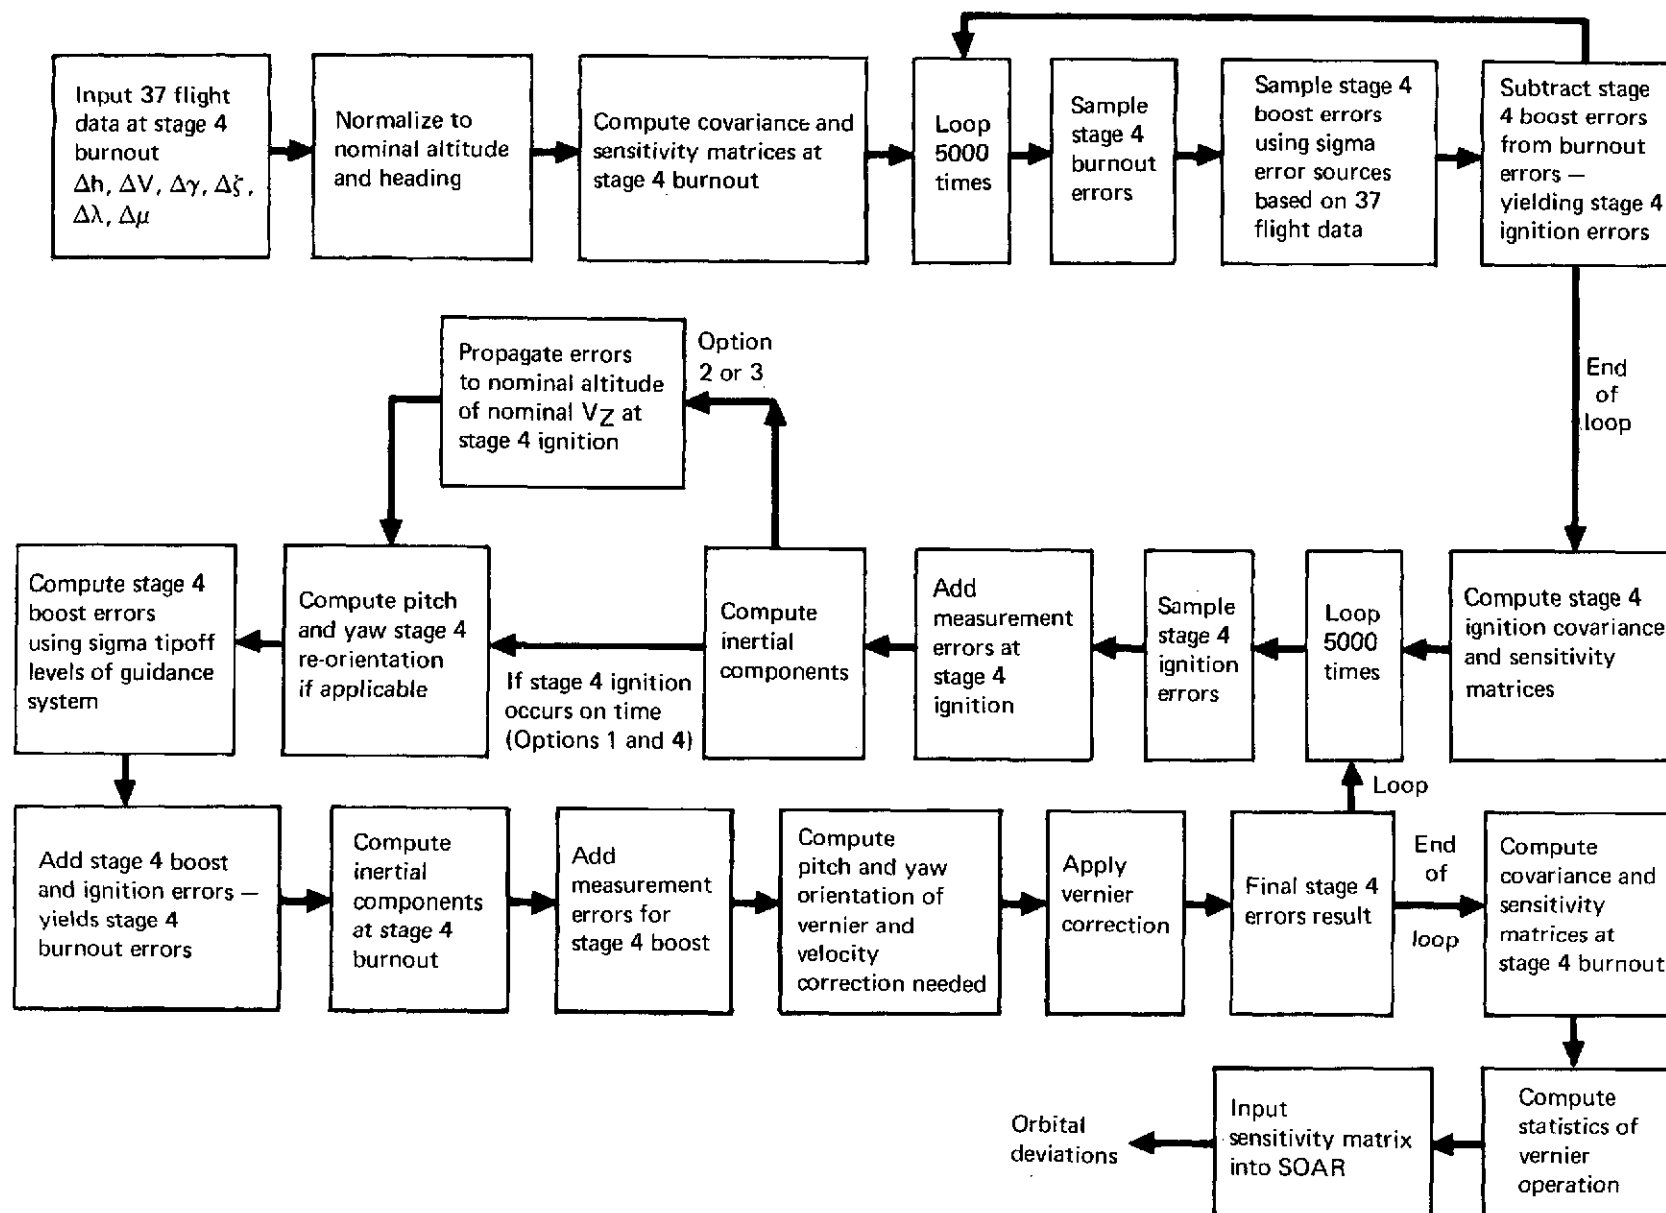 Input 37 flight
data at stage 4
burnout
Δh, ΔV, Δγ, Δζ,
Δλ, Δμ
Normalize to
nominal altitude
and heading
Compute covariance and
sensitivity matrices at
stage 4 burnout
Loop
5000
times
Sample
stage 4
burnout
errors
Sample stage 4
boost errors
using sigma
error sources
based on 37
flight data
Subtract stage
4 boost errors
from burnout
errors —
yielding stage 4
ignition errors
End
of
loop
Propagate errors
to nominal altitude
of nominal VZ at
stage 4 ignition
Option
2 or 3
Compute stage 4
ignition covariance
and sensitivity
matrices
Loop
5000
times
Sample
stage 4
ignition
errors
Add
measurement
errors at
stage 4
ignition
Compute
inertial
components
If stage 4 ignition
occurs on time
(Options 1 and 4)
Compute pitch
and yaw stage 4
re-orientation
if applicable
Compute stage 4
boost errors
using sigma tipoff
levels of guidance
system
Add stage 4 boost
and ignition errors —
yields stage 4
burnout errors
Compute
inertial
components
at stage 4
burnout
Add
measurement
errors for
stage 4 boost
Compute
pitch and yaw
orientation of
vernier and
velocity
correction needed
Apply
vernier
correction
Final stage 4
errors result
Loop
End
of
loop
Compute
covariance and
sensitivity
matrices at
stage 4 burnout
Compute
statistics of
vernier
operation
Input
sensitivity matrix
into SOAR
Orbital
deviations